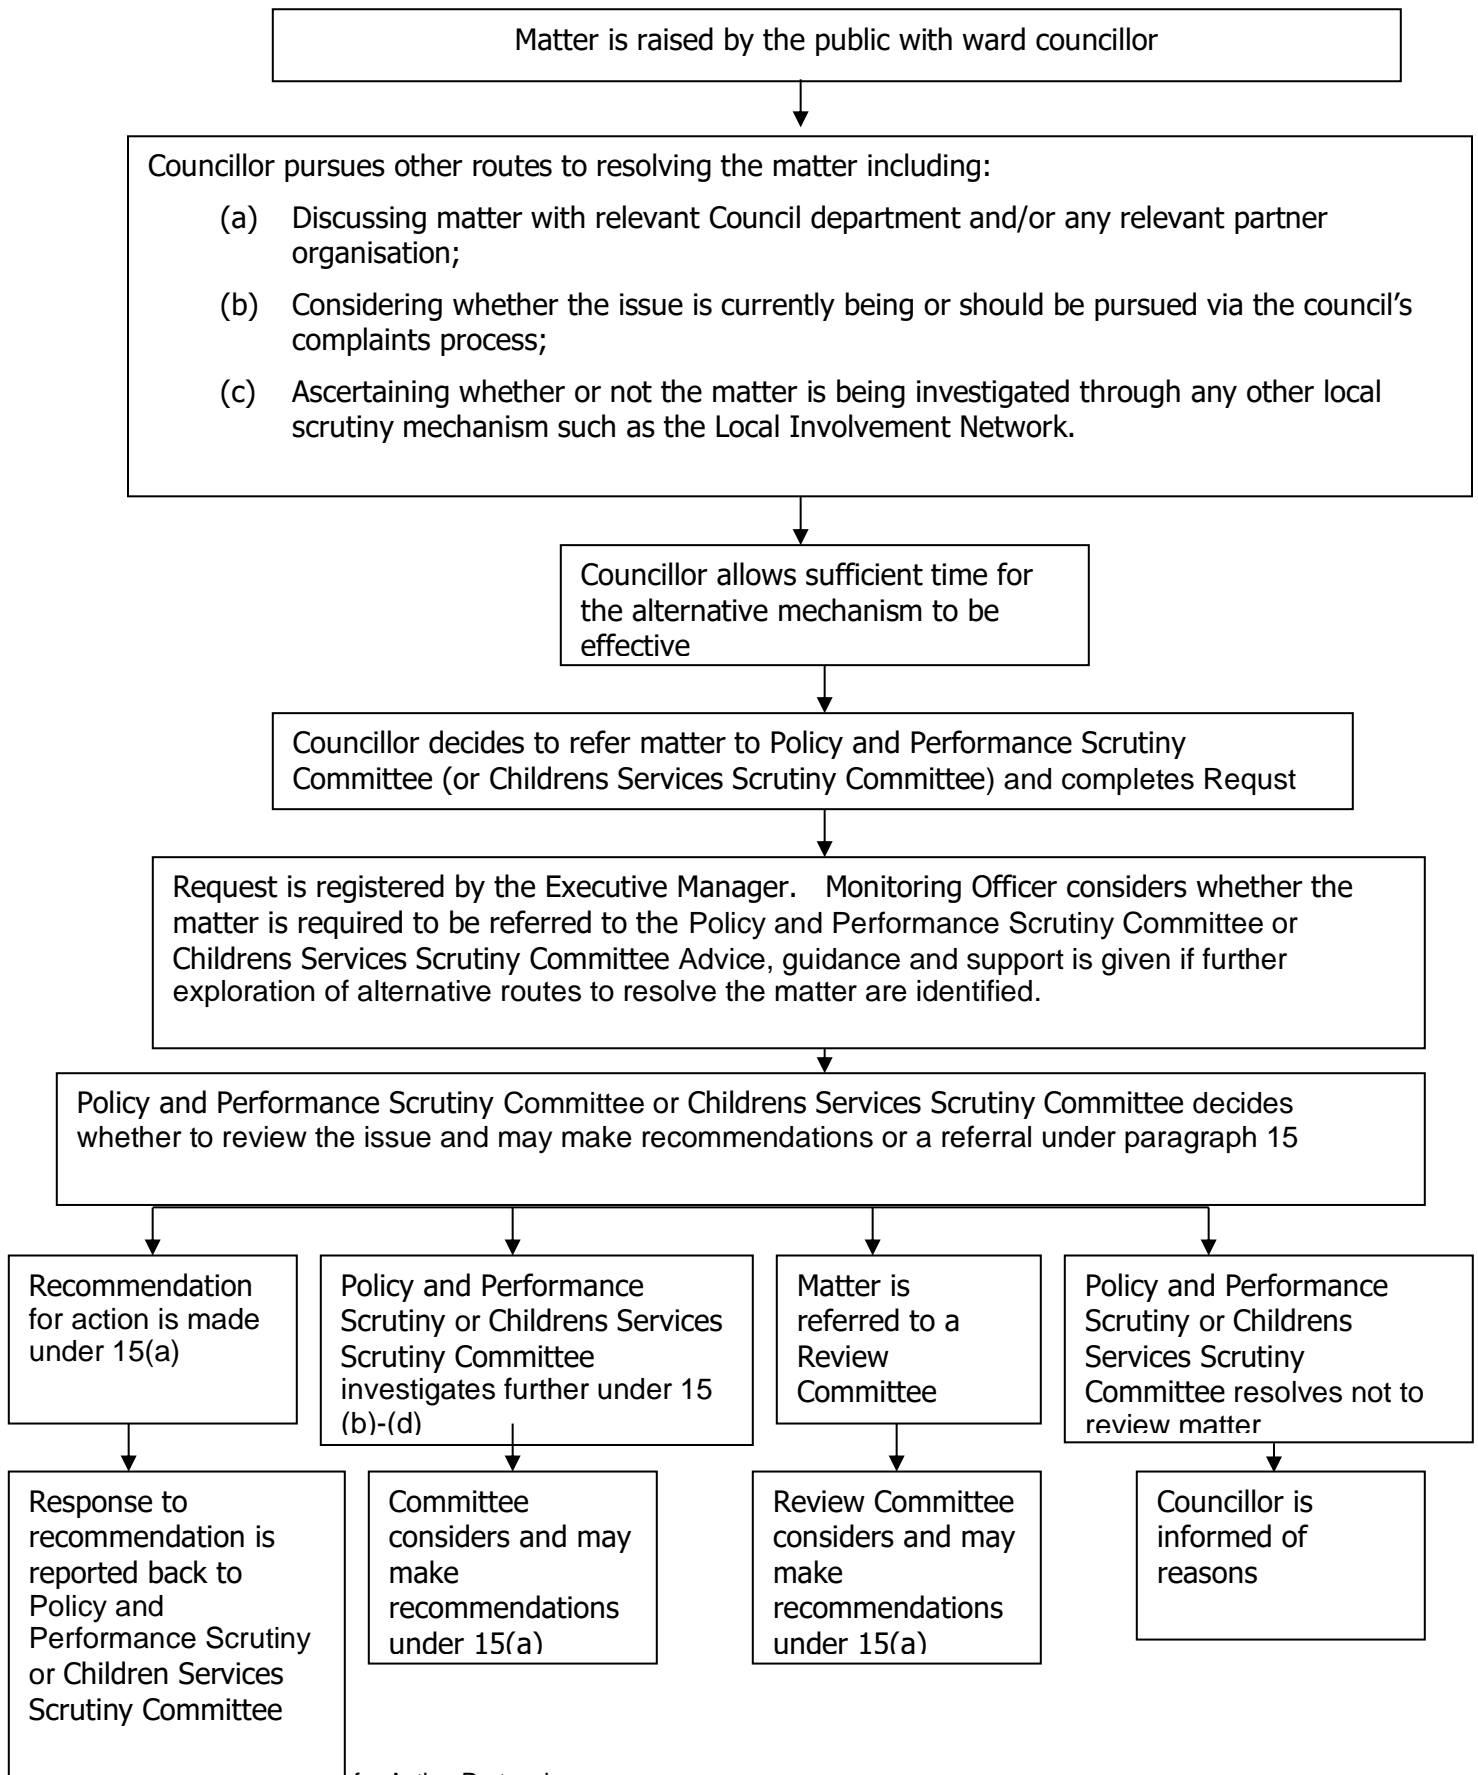 Matter is raised by the public with ward councillor
Councillor pursues other routes to resolving the matter including:
(a) Discussing matter with relevant Council department and/or any relevant partner
organisation;
(b) Considering whether the issue is currently being or should be pursued via the council's
complaints process;
(c) Ascertaining whether or not the matter is being investigated through any other local
scrutiny mechanism such as the Local Involvement Network.
Councillor allows sufficient time for
the alternative mechanism to be
effective
Councillor decides to refer matter to Policy and Performance Scrutiny
Committee (or Childrens Services Scrutiny Committee) and completes Requst
Request is registered by the Executive Manager. Monitoring Officer considers whether the
matter is required to be referred to the Policy and Performance Scrutiny Committee or
Childrens Services Scrutiny Committee Advice, guidance and support is given if further
exploration of alternative routes to resolve the matter are identified.
Policy and Performance Scrutiny Committee or Childrens Services Scrutiny Committee decides
whether to review the issue and may make recommendations or a referral under paragraph 15
Recommendation
for action is made
under 15(a)
Policy and Performance
Scrutiny or Childrens Services
Scrutiny Committee
investigates further under 15
(b)-(d)
Matter is
referred to a
Review
Committee
Policy and Performance
Scrutiny or Childrens
Services Scrutiny
Committee resolves not to
review matter
Response to
recommendation is
reported back to
Policy and
Performance Scrutiny
or Children Services
Scrutiny Committee
Committee
considers and may
make
recommendations
under 15(a)
Review Committee
considers and may
make
recommendations
under 15(a)
Councillor is
informed of
reasons